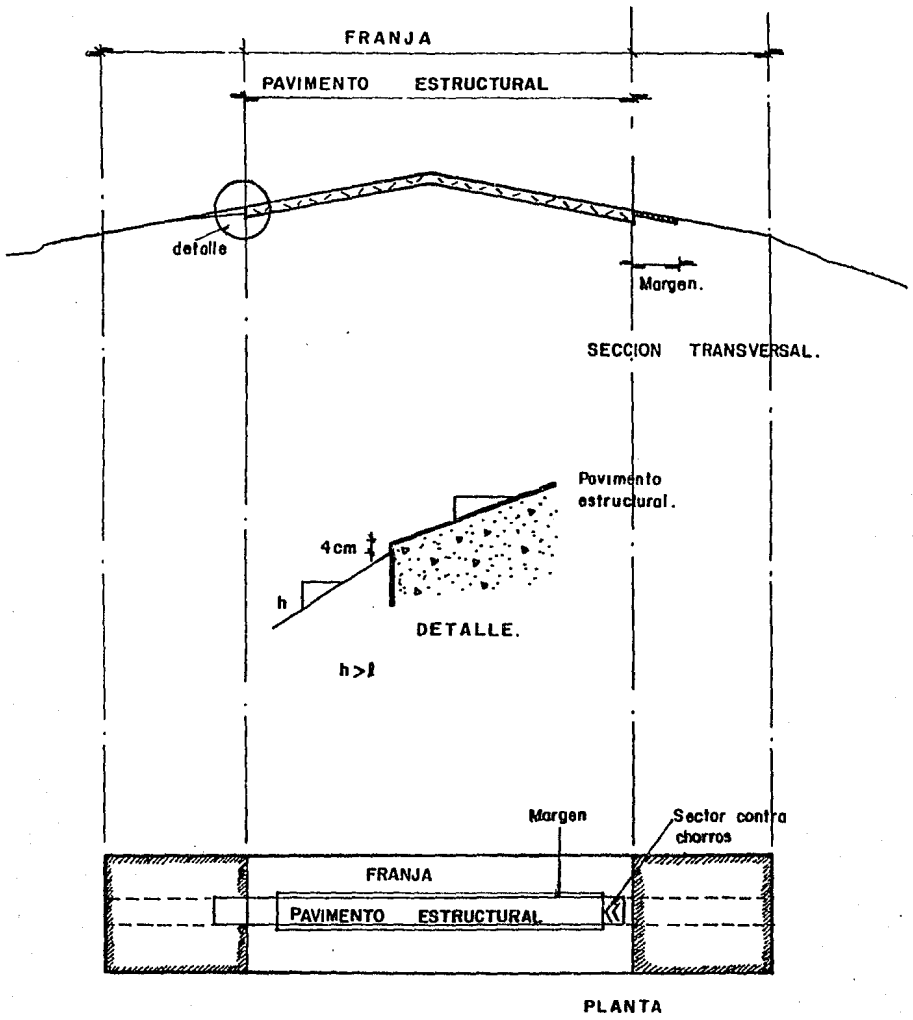 FRANJA
PAVIMENTO ESTRUCTURAL
detalle
Margen.
SECCION TRANSVERSAL.
Pavimento
estructural.
4cm
h
DETALLE.
h>l
Margen
Sector contra
chorros
FRANJA
PAVIMENTO ESTRUCTURAL
PLANTA